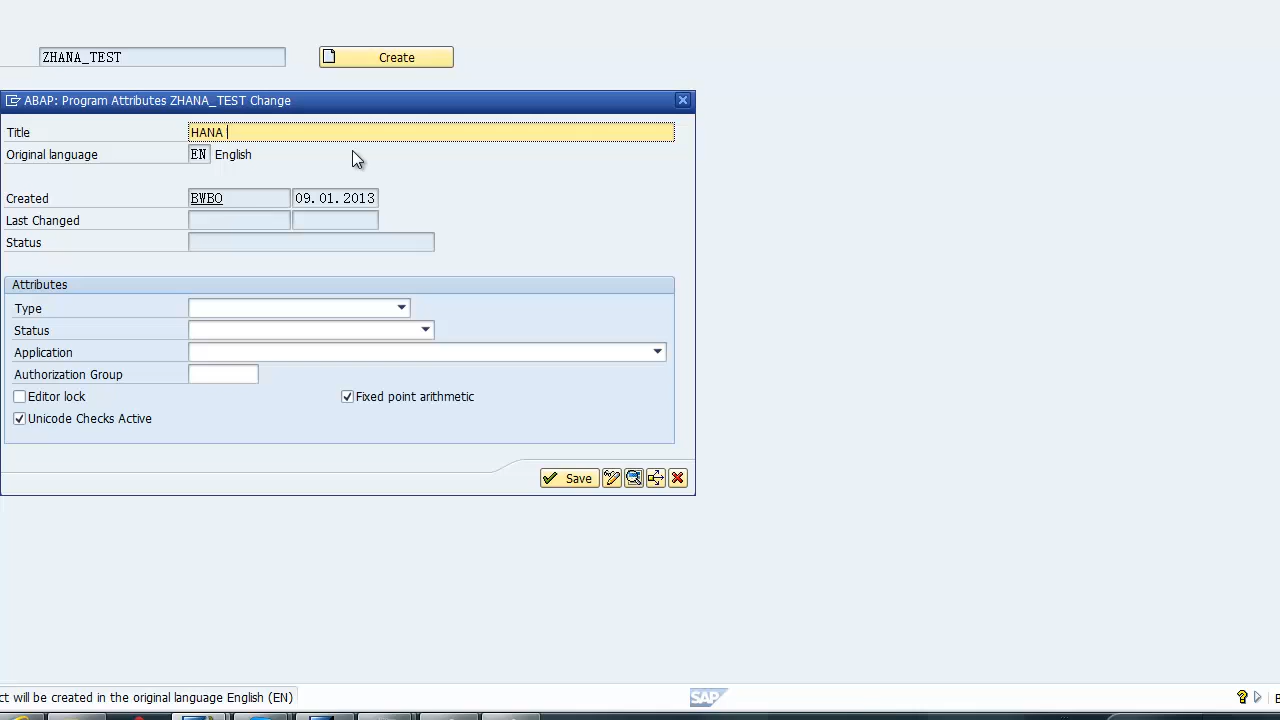 ZHANA_TEST Create
ABAP: Program Attributes ZHANA_TEST Change
Title HANA
Original language EN English
Created BWBO 09.01.2013
Last Changed
Status
Attributes
Type
Status
Application
Authorization Group
Editor lock Fixed point arithmetic
Unicode Checks Active
Save
ct will be created in the original language English (EN) SAP